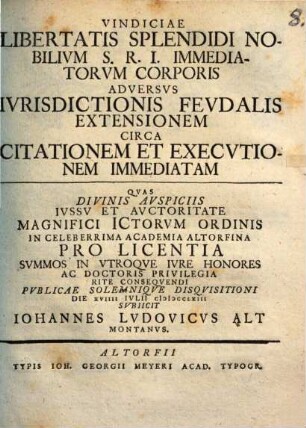 8.
VINDICIAE
LIBERTATIS SPLENDIDI NO-
BILIVM S. R. I. IMMEDIA-
TORVM CORPORIS
ADVERSVS
IVRISDICTIONIS FEVDALIS
EXTENSIONEM
CIRCA
CITATIONEM ET EXECVTIO-
NEM IMMEDIATAM
QVAS
DIVINIS AVSPICIIS
IVSSV ET AVCTORITATE
MAGNIFICI ICTORVM ORDINIS
IN CELEBERRIMA ACADEMIA ALTORFINA
PRO LICENTIA
SVMMOS IN VTROQVE IVRE HONORES
AC DOCTORIS PRIVILEGIA
RITE CONSEQVENDI
PVBLICAE SOLEMNIQVE DISQVISITIONI
DIE XVIIII IVLII CIƆIƆCCLXIII
SVBIICIT
IOHANNES LVDOVICVS ALT
MONTANVS.
ALTORFII
TYPIS IOH. GEORGII MEYERI ACAD. TYPOGR.